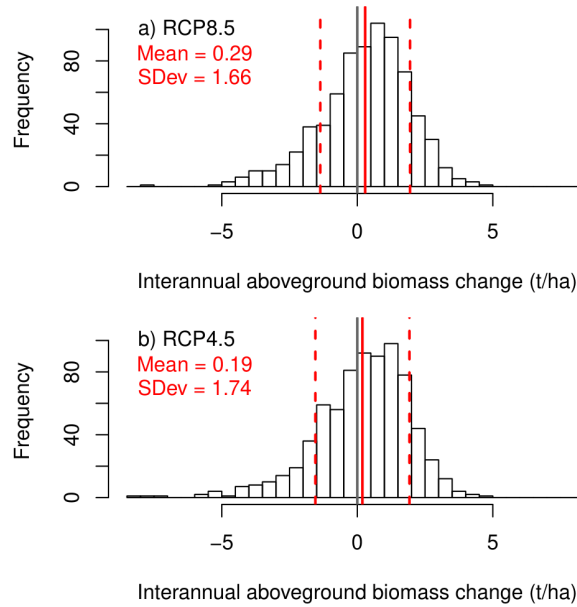 a) RCP8.5
Mean = 0.29
SDev = 1.66
Frequency
0 40 80
−5 0 5
Interannual aboveground biomass change (t/ha)
b) RCP4.5
Mean = 0.19
SDev = 1.74
Frequency
0 40 80
−5 0 5
Interannual aboveground biomass change (t/ha)